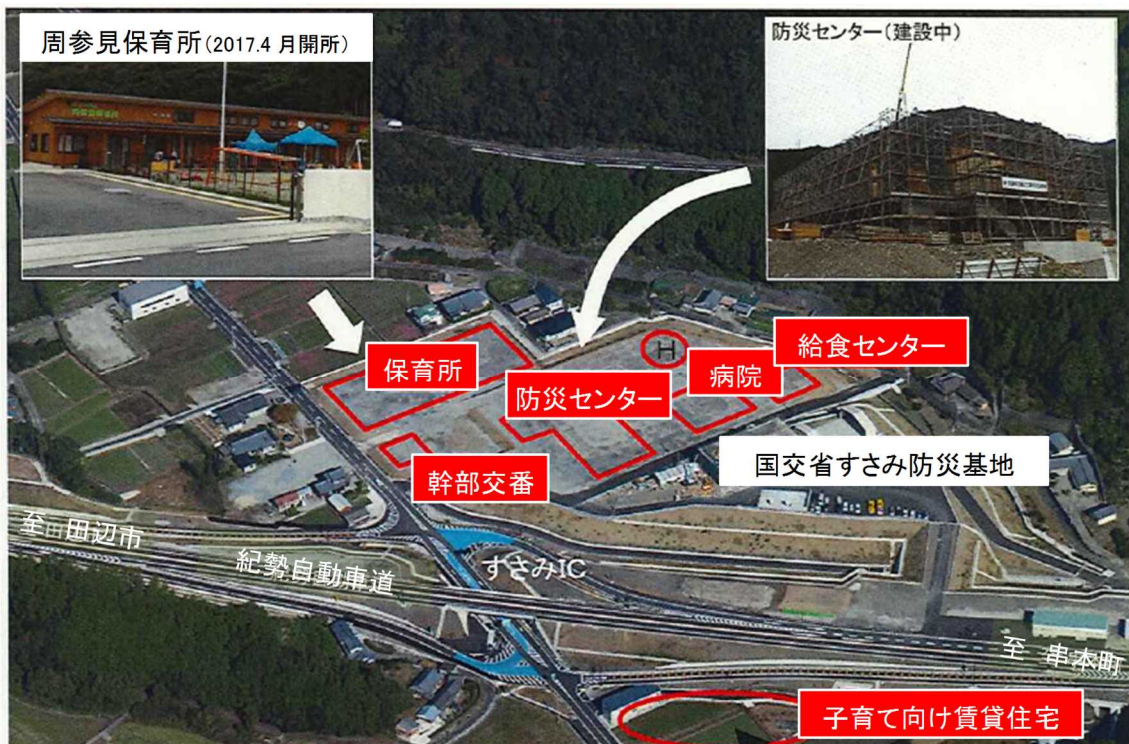 周参見保育所(2017.4 月開所)
防災センター(建設中)
保育所
防災センター
H
病院
給食センター
幹部交番
国交省すさみ防災基地
至 田辺市
紀勢自動車道
すさみIC
至 串本町
子育て向け賃貸住宅